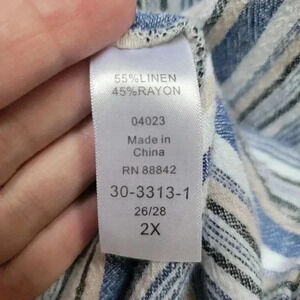 55%LINEN
45%RAYON
04023
Made in
China
RN 88842
30-3313-1
26/28
2X